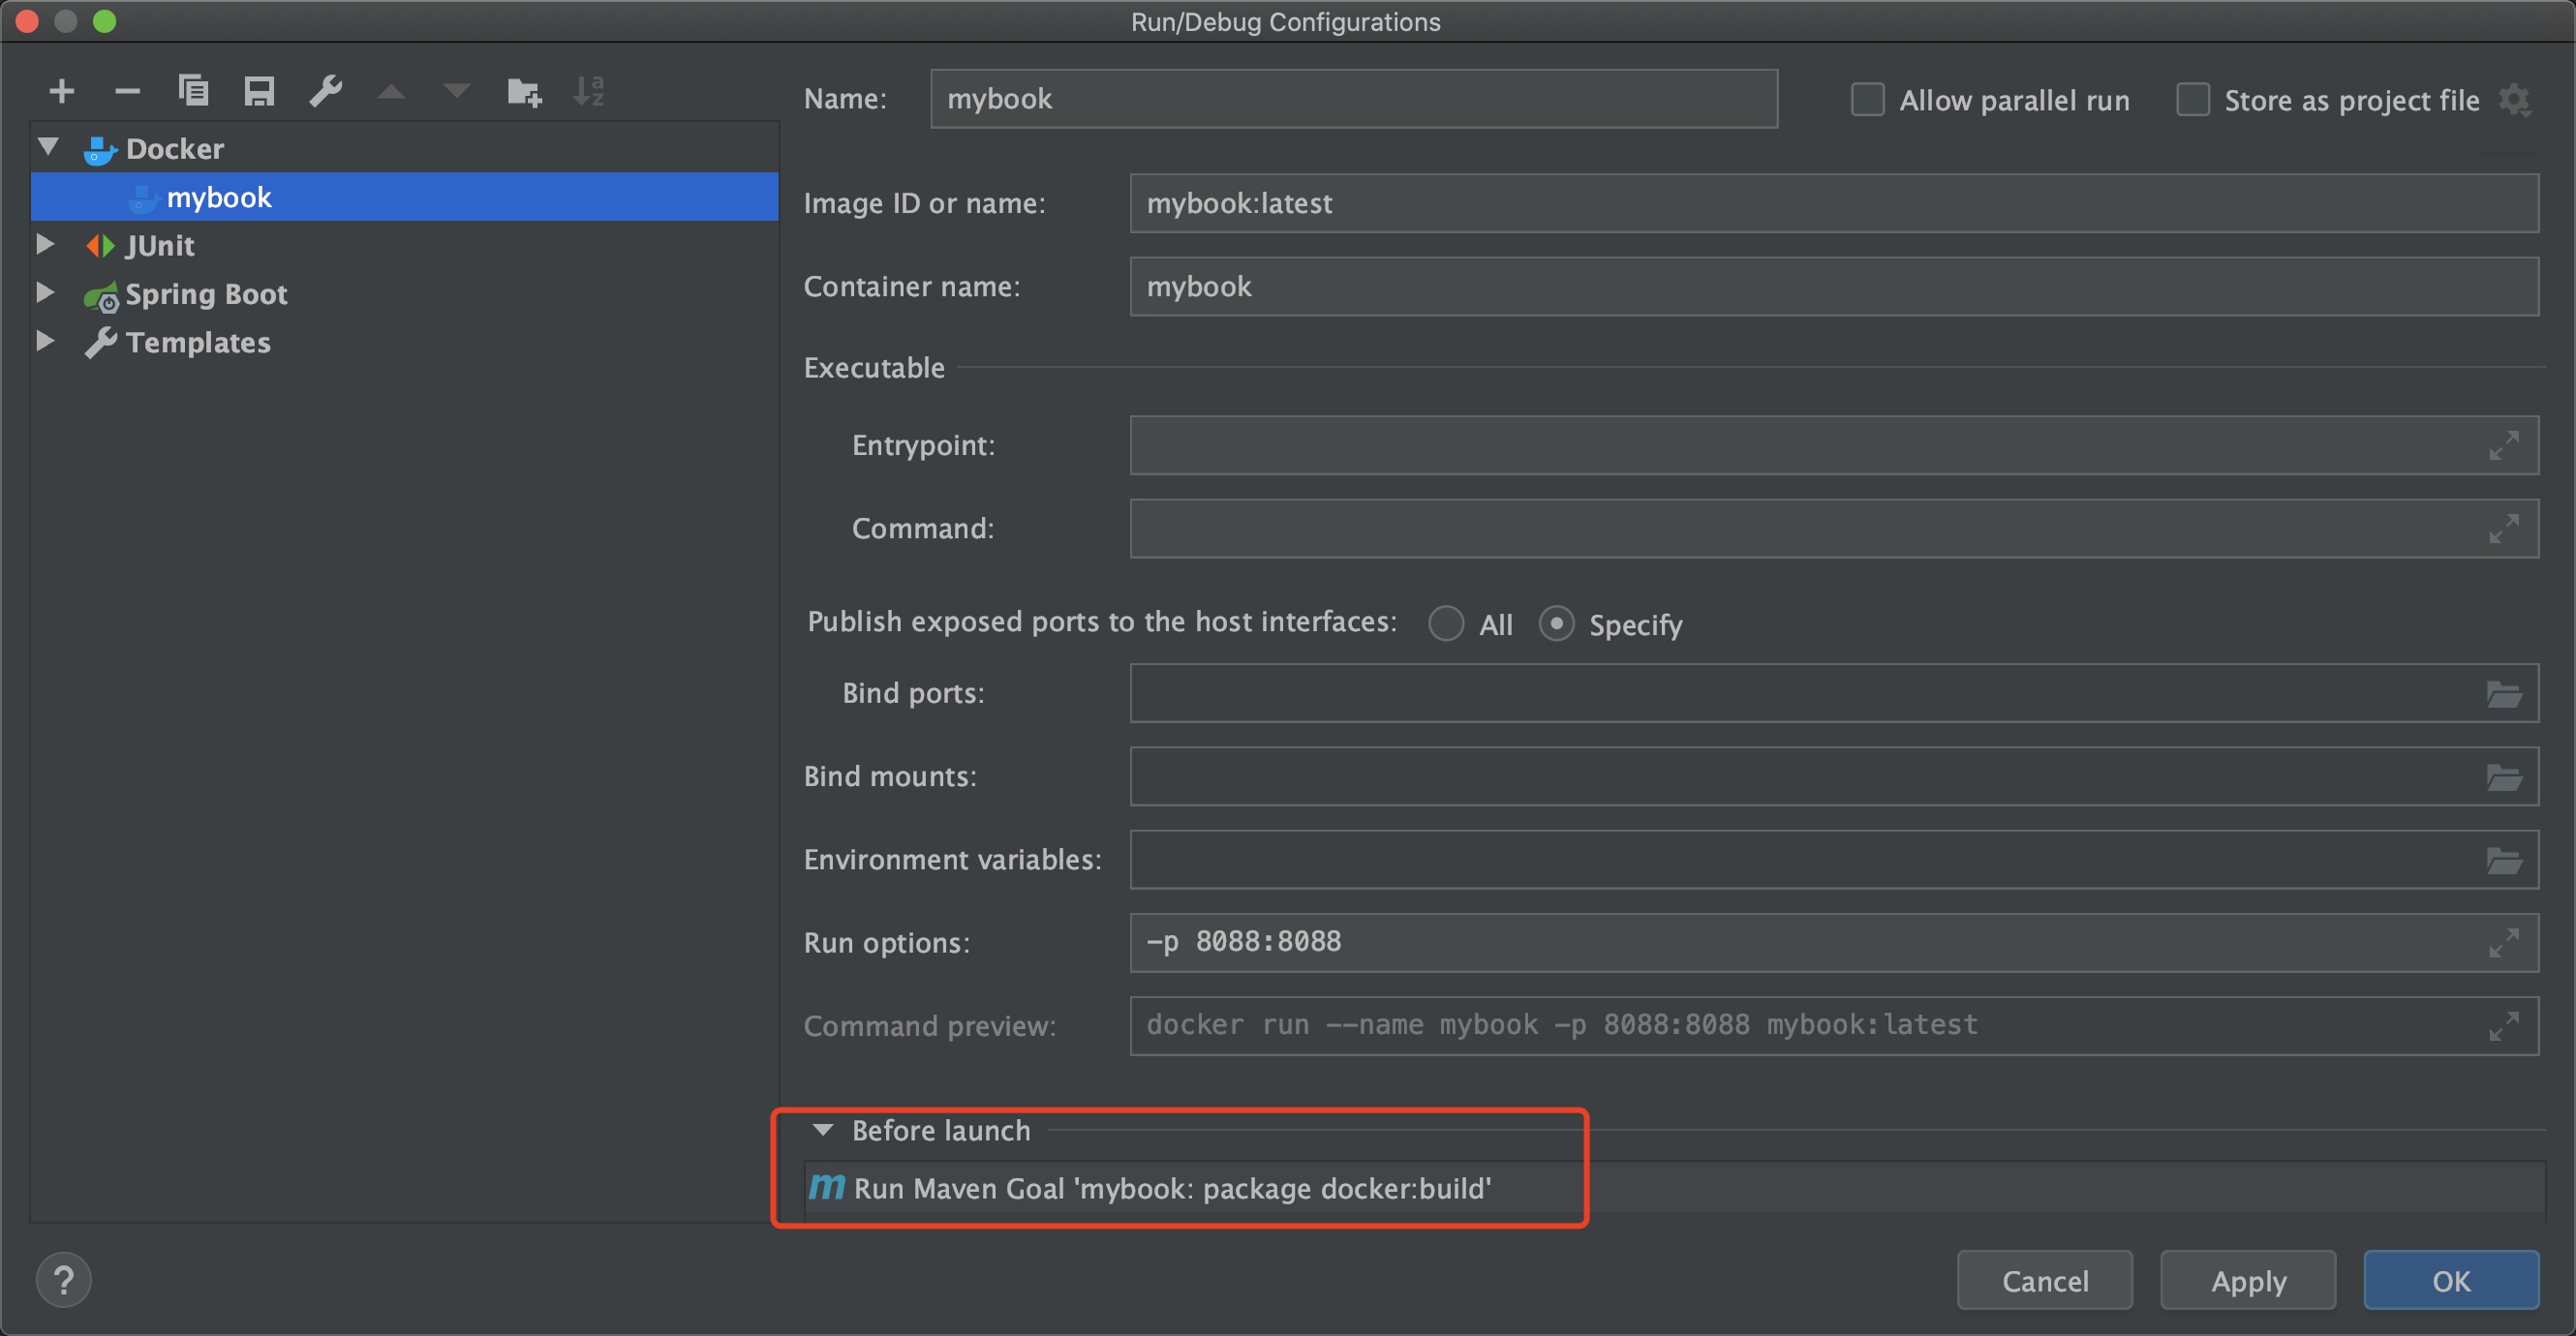 Run/Debug Configurations
Docker
mybook
JUnit
Spring Boot
Templates
Name: mybook Allow parallel run Store as project file
Image ID or name: mybook:latest
Container name: mybook
Executable
Entrypoint:
Command:
Publish exposed ports to the host interfaces: All Specify
Bind ports:
Bind mounts:
Environment variables:
Run options: -p 8088:8088
Command preview: docker run --name mybook -p 8088:8088 mybook:latest
Before launch
m Run Maven Goal 'mybook: package docker:build'
? Cancel Apply OK